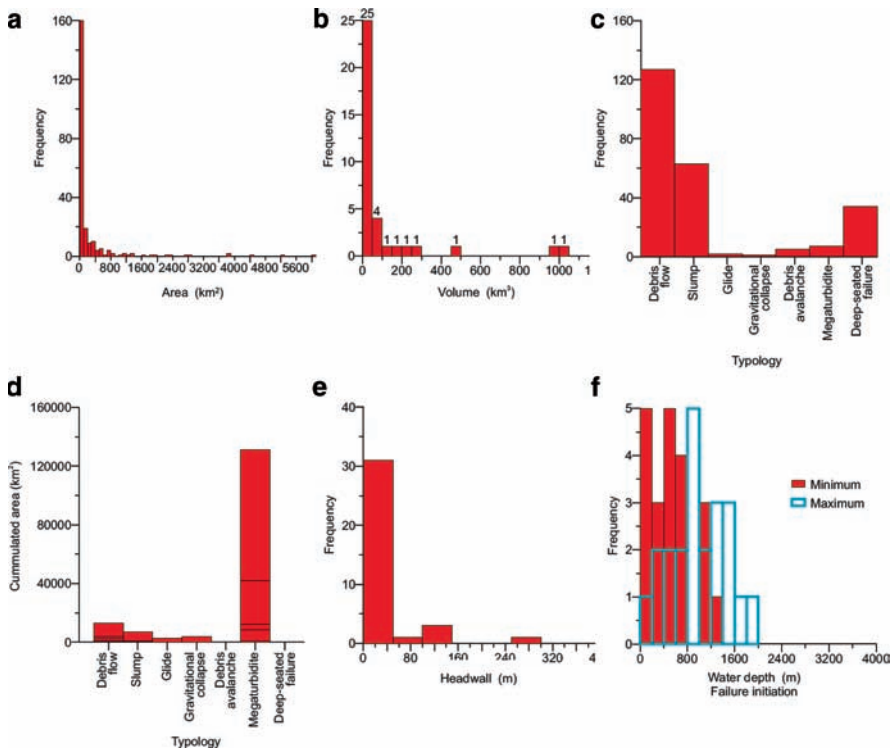 a
160
120
80
40
0
Frequency
0 800 1600 2400 3200 4000 4800 5600
Area (km²)
b
25
20
15
10
5
0
Frequency
25
4
1 1 1 1
1
1 1
0 200 400 600 800 1000 1
Volume (km³)
c
160
120
80
40
0
Frequency
Debris flow
Slump
Glide
Gravitational collapse
Debris avalanche
Megaturbidite
Deep-seated failure
Typology
d
160000
120000
80000
40000
0
Cummulated area (km²)
Debris flow
Slump
Glide
Gravitational collapse
Debris avalanche
Megaturbidite
Deep-seated failure
Typology
e
40
30
20
10
0
Frequency
0 80 160 240 320 4
Headwall (m)
f
5
4
3
2
1
0
Frequency
Minimum
Maximum
0 800 1600 2400 3200 4000
Water depth (m)
Failure initiation